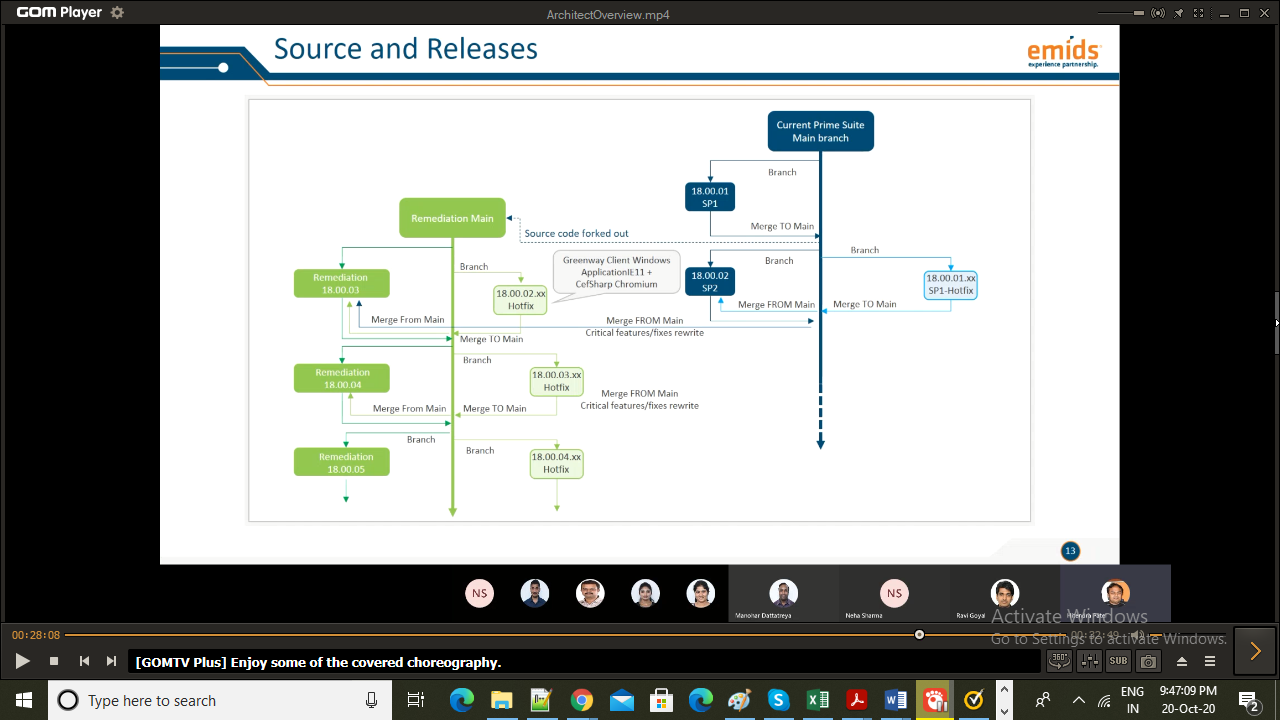 GOM Player
ArchitectOverview.mp4
Source and Releases
emids
experience partnership.
Current Prime Suite
Main branch
Branch
18.00.01
SP1
Merge TO Main
Remediation Main
Source code forked out
Branch
18.00.02
SP2
Branch
18.00.01.xx
SP1-Hotfix
Merge FROM Main
Merge TO Main
Greenway Client Windows
ApplicationIE11 +
CefSharp Chromium
Branch
Remediation
18.00.03
18.00.02.xx
Hotfix
Merge From Main
Merge FROM Main
Critical features/fixes rewrite
Merge TO Main
Branch
Remediation
18.00.04
18.00.03.xx
Hotfix
Merge FROM Main
Critical features/fixes rewrite
Merge From Main
Merge TO Main
Branch
Branch
Remediation
18.00.05
18.00.04.xx
Hotfix
13
NS
NS
Manohar Dattatreya
Neha Sharma
Ravi Goyal
Activate Windows
Go to Settings to activate Windows.
00:28:08
00:32:49
[GOMTV Plus] Enjoy some of the covered choreography.
360°
SUB
Type here to search
ENG
IN
9:47:09 PM
20-Oct-20
2